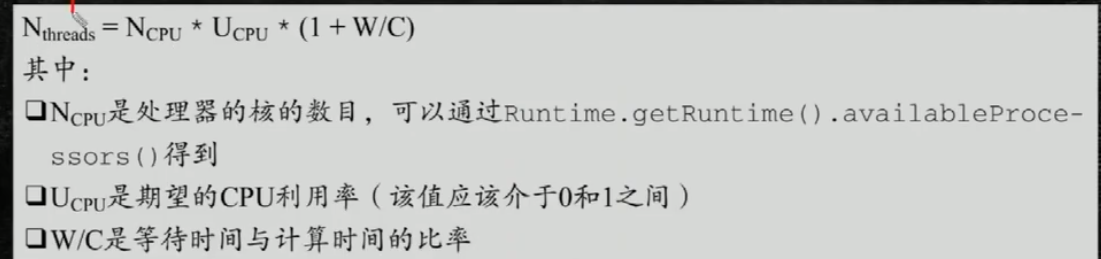 Nthreads = NCPU * UCPU * (1 + W/C)
其中：
❑NCPU是处理器的核的数目，可以通过Runtime.getRuntime().availableProce-
ssors()得到
❑UCPU是期望的CPU利用率（该值应该介于0和1之间）
❑W/C是等待时间与计算时间的比率